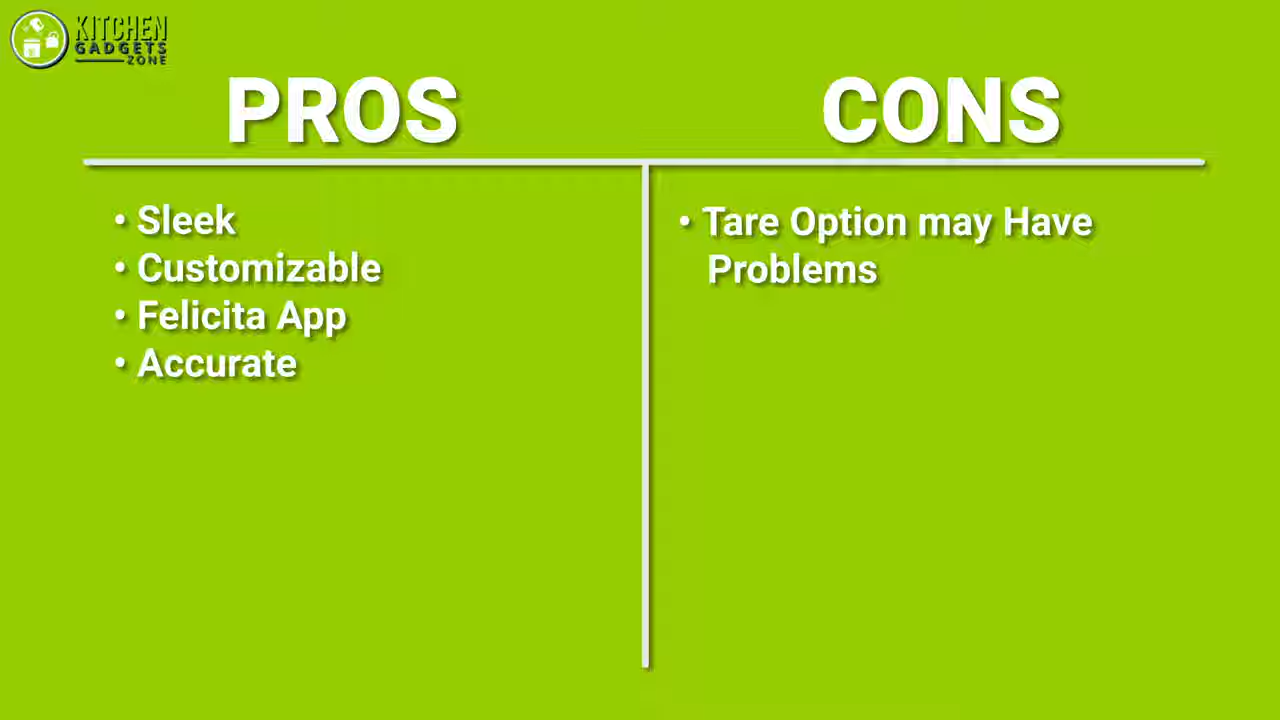 KITCHEN
GADGETS
ZONE
PROS
CONS
• Sleek
• Customizable
• Felicita App
• Accurate
• Tare Option may Have
Problems